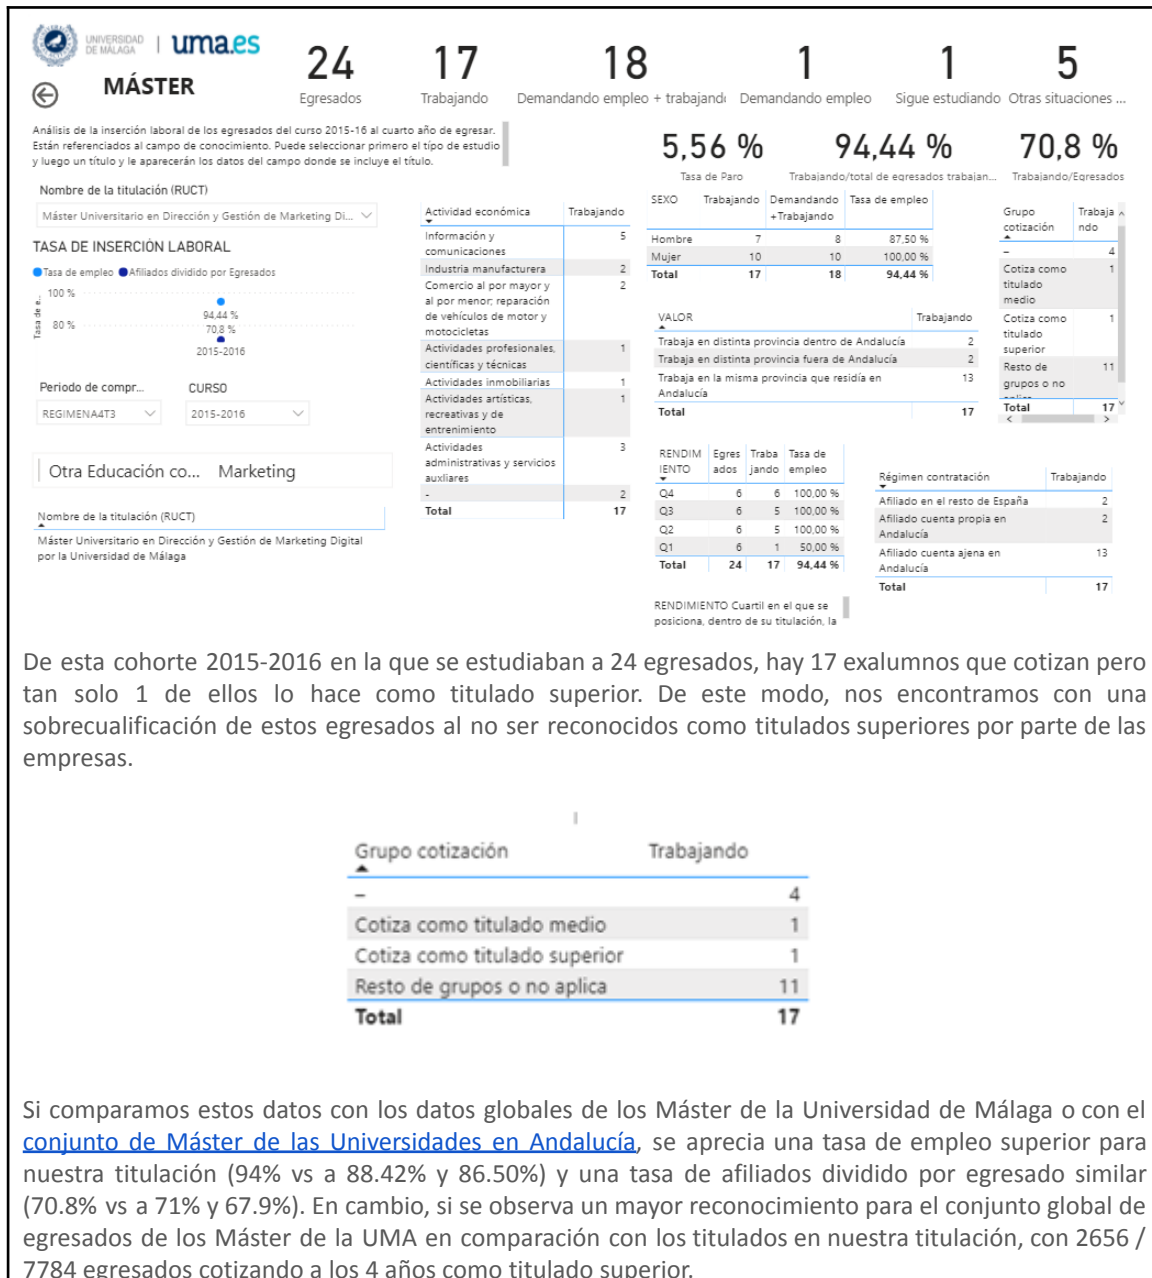 UNIVERSIDAD
DE MÁLAGA
uma.es
MÁSTER
24
Egresados
17
Trabajando
18
Demandando empleo + trabajando
1
Demandando empleo
1
Sigue estudiando
5
Otras situaciones ...
Análisis de la inserción laboral de los egresados del curso 2015-16 al cuarto año de egresar.
Están referenciados al campo de conocimiento. Puede seleccionar primero el típo de estudio
y luego un título y le aparecerán los datos del campo donde se incluye el título.
5,56 %
Tasa de Paro
94,44 %
Trabajando/total de egresados trabajan...
70,8 %
Trabajando/Egresados
Nombre de la titulación (RUCT)
Máster Universitario en Dirección y Gestión de Marketing Di...
TASA DE INSERCIÓN LABORAL
Tasa de empleo Afiliados dividido por Egresados
Tasa de e...
100 %
80 %
94,44 %
70,8 %
2015-2016
Periodo de compr...
REGIMENA4T3
CURSO
2015-2016
Otra Educación co... Marketing
Nombre de la titulación (RUCT)
Máster Universitario en Dirección y Gestión de Marketing Digital
por la Universidad de Málaga
Actividad económica Trabajando
Información y
comunicaciones 5
Industria manufacturera 2
Comercio al por mayor y 2
al por menor; reparación
de vehículos de motor y
motocicletas
Actividades profesionales, 1
científicas y técnicas
Actividades inmobiliarias 1
Actividades artísticas, 1
recreativas y de
entrenimiento
Actividades 3
administrativas y servicios
auxliares
- 2
Total 17
SEXO Trabajando Demandando Tasa de empleo
+Trabajando
Hombre 7 8 87,50 %
Mujer 10 10 100,00 %
Total 17 18 94,44 %
VALOR Trabajando
Trabaja en distinta provincia dentro de Andalucía 2
Trabaja en distinta provincia fuera de Andalucía 2
Trabaja en la misma provincia que residía en 13
Andalucía
Total 17
Grupo Trabaja
cotización ndo
– 4
Cotiza como 1
titulado
medio
Cotiza como 1
titulado
superior
Resto de 11
grupos o no
aplica
Total 17
RENDIM Egres Traba Tasa de
IENTO ados jando empleo
Q4 6 6 100,00 %
Q3 6 5 100,00 %
Q2 6 5 100,00 %
Q1 6 1 50,00 %
Total 24 17 94,44 %
RENDIMIENTO Cuartil en el que se
posiciona, dentro de su titulación, la
Régimen contratación Trabajando
Afiliado en el resto de España 2
Afiliado cuenta propia en 2
Andalucía
Afiliado cuenta ajena en 13
Andalucía
Total 17
De esta cohorte 2015-2016 en la que se estudiaban a 24 egresados, hay 17 exalumnos que cotizan pero
tan solo 1 de ellos lo hace como titulado superior. De este modo, nos encontramos con una
sobrecualificación de estos egresados al no ser reconocidos como titulados superiores por parte de las
empresas.
Grupo cotización Trabajando
– 4
Cotiza como titulado medio 1
Cotiza como titulado superior 1
Resto de grupos o no aplica 11
Total 17
Si comparamos estos datos con los datos globales de los Máster de la Universidad de Málaga o con el
conjunto de Máster de las Universidades en Andalucía, se aprecia una tasa de empleo superior para
nuestra titulación (94% vs a 88.42% y 86.50%) y una tasa de afiliados dividido por egresado similar
(70.8% vs a 71% y 67.9%). En cambio, si se observa un mayor reconocimiento para el conjunto global de
egresados de los Máster de la UMA en comparación con los titulados en nuestra titulación, con 2656 /
7784 egresados cotizando a los 4 años como titulado superior.